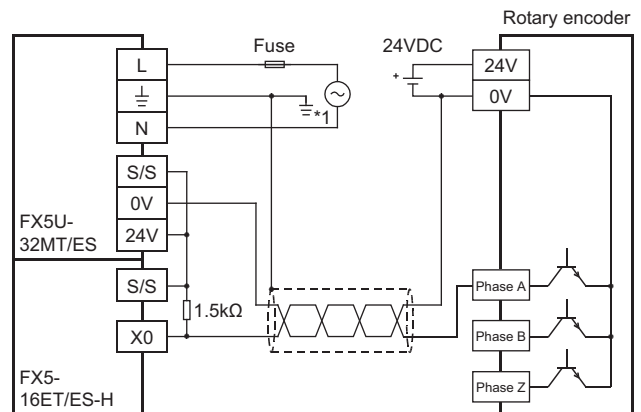 Rotary encoder
Fuse
24VDC
+
L
⏚
*1
N
24V
0V
S/S
0V
24V
FX5U-
32MT/ES
S/S
1.5kΩ
X0
FX5-
16ET/ES-H
Phase A
Phase B
Phase Z